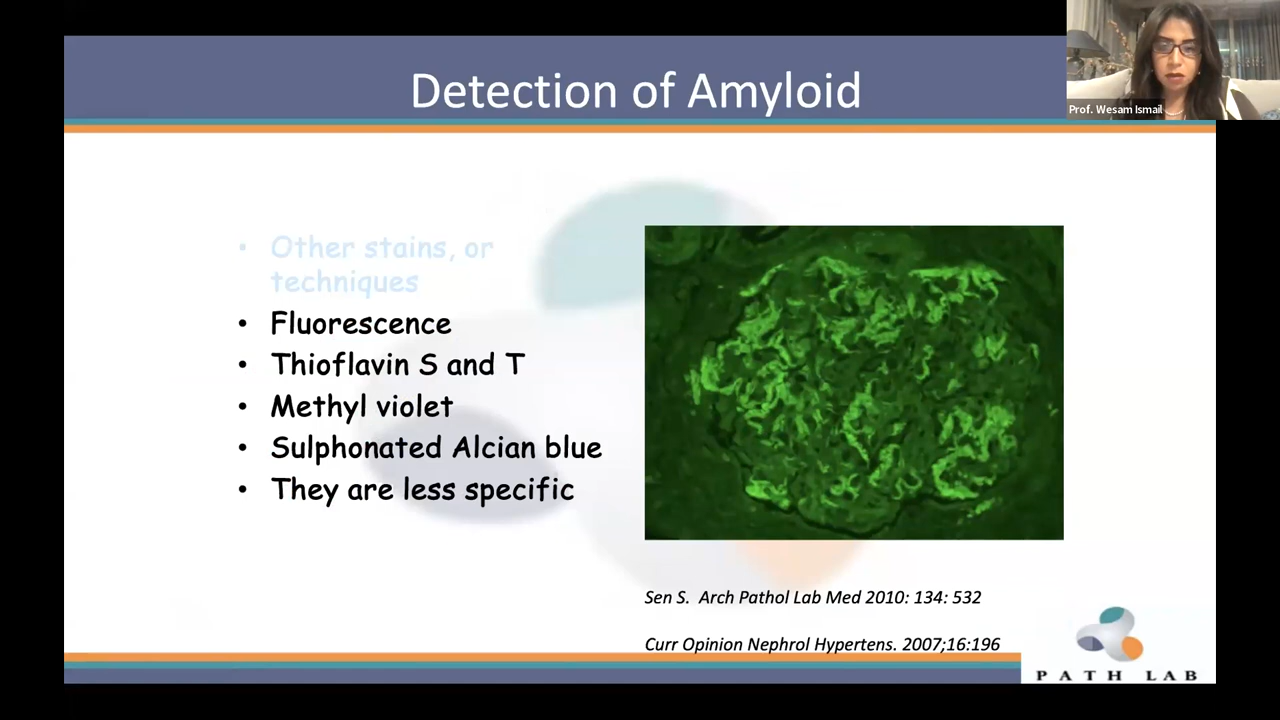 Detection of Amyloid
Prof. Wesam Ismail
• Other stains, or
techniques
• Fluorescence
• Thioflavin S and T
• Methyl violet
• Sulphonated Alcian blue
• They are less specific
Sen S. Arch Pathol Lab Med 2010: 134: 532
Curr Opinion Nephrol Hypertens. 2007;16:196
PATH LAB